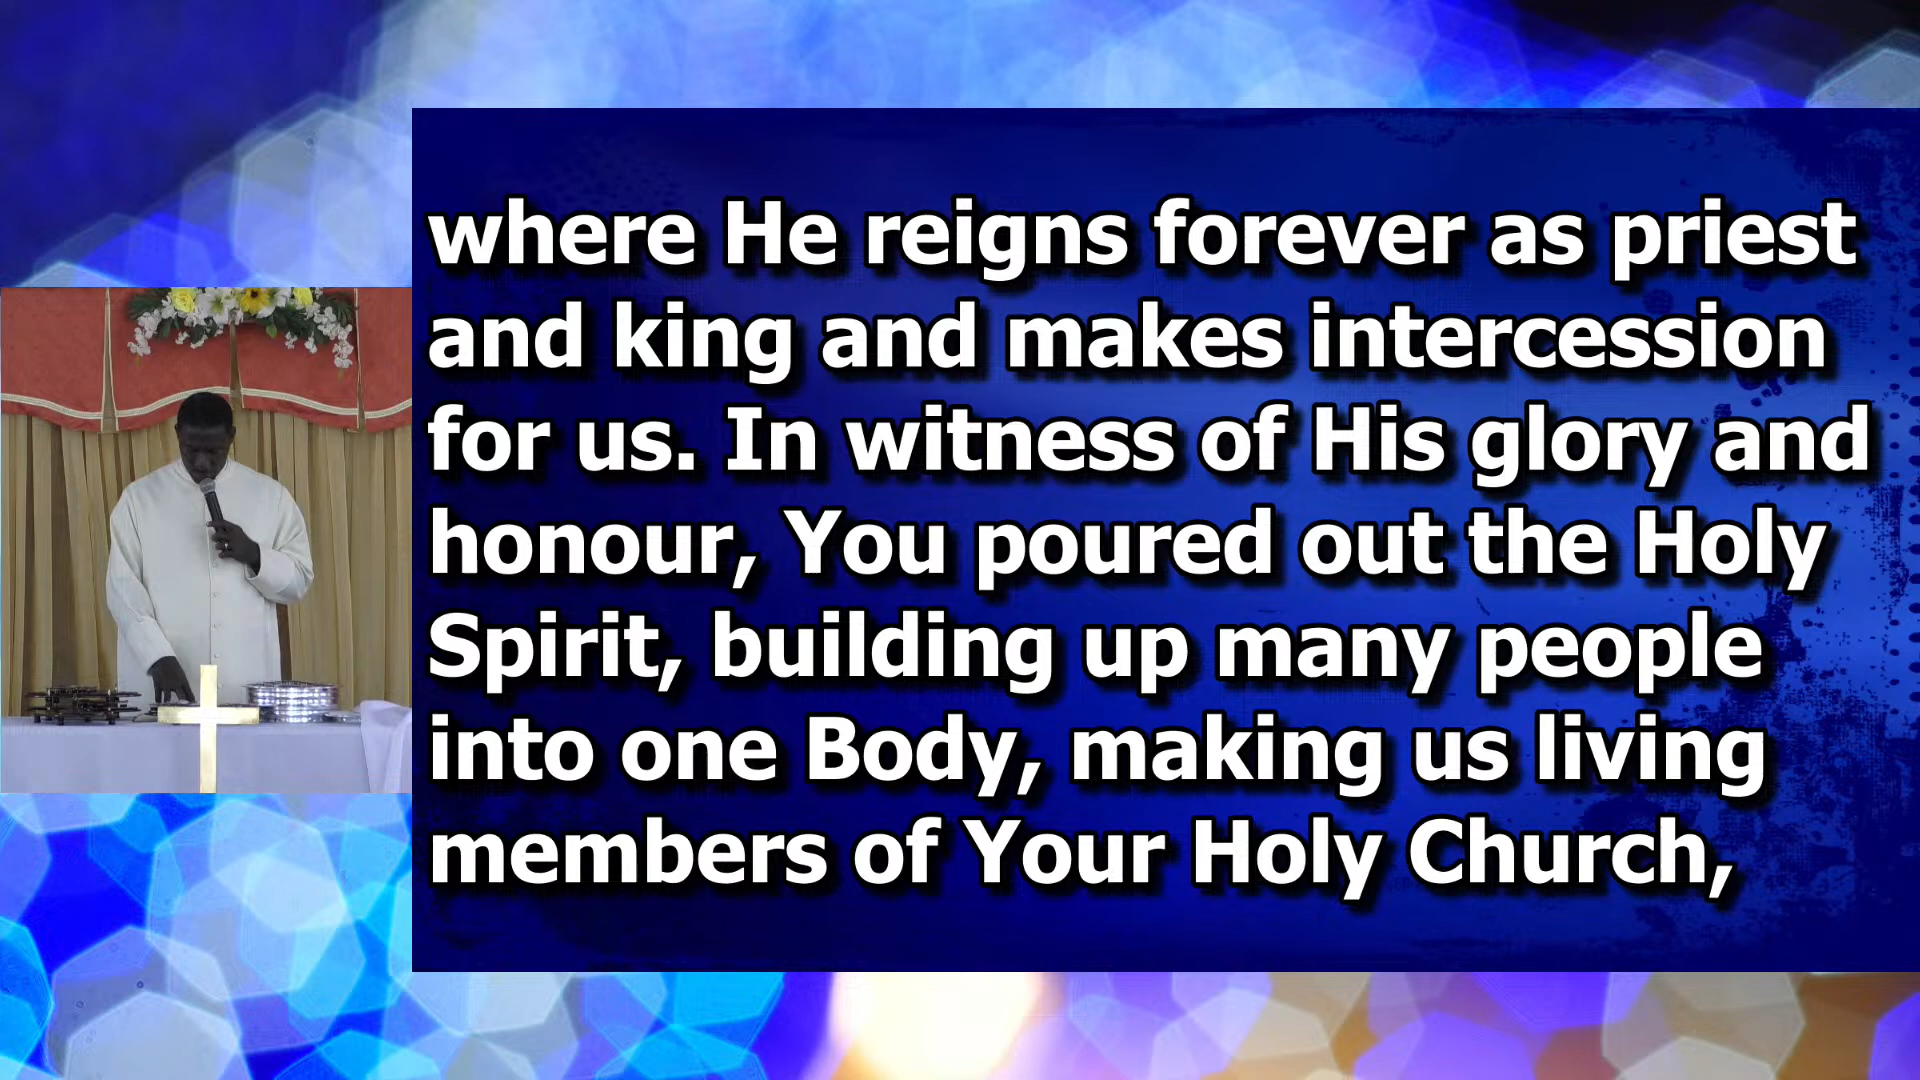 where He reigns forever as priest
and king and makes intercession
for us. In witness of His glory and
honour, You poured out the Holy
Spirit, building up many people
into one Body, making us living
members of Your Holy Church,